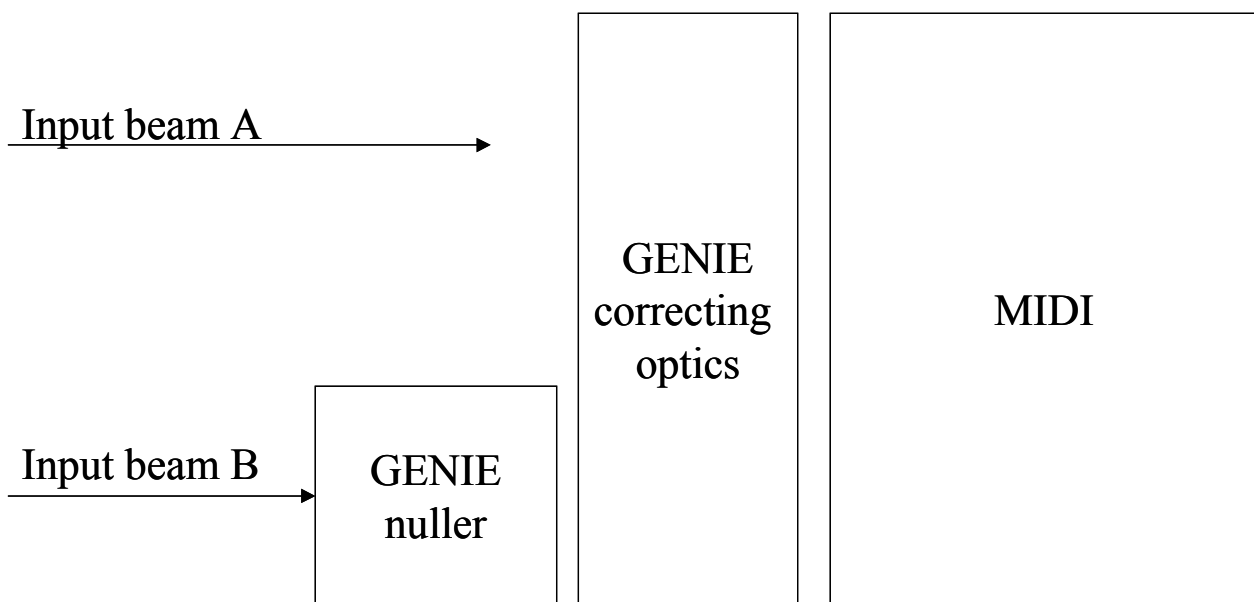 Input beam A
GENIE
correcting
optics
MIDI
Input beam B
GENIE
nuller